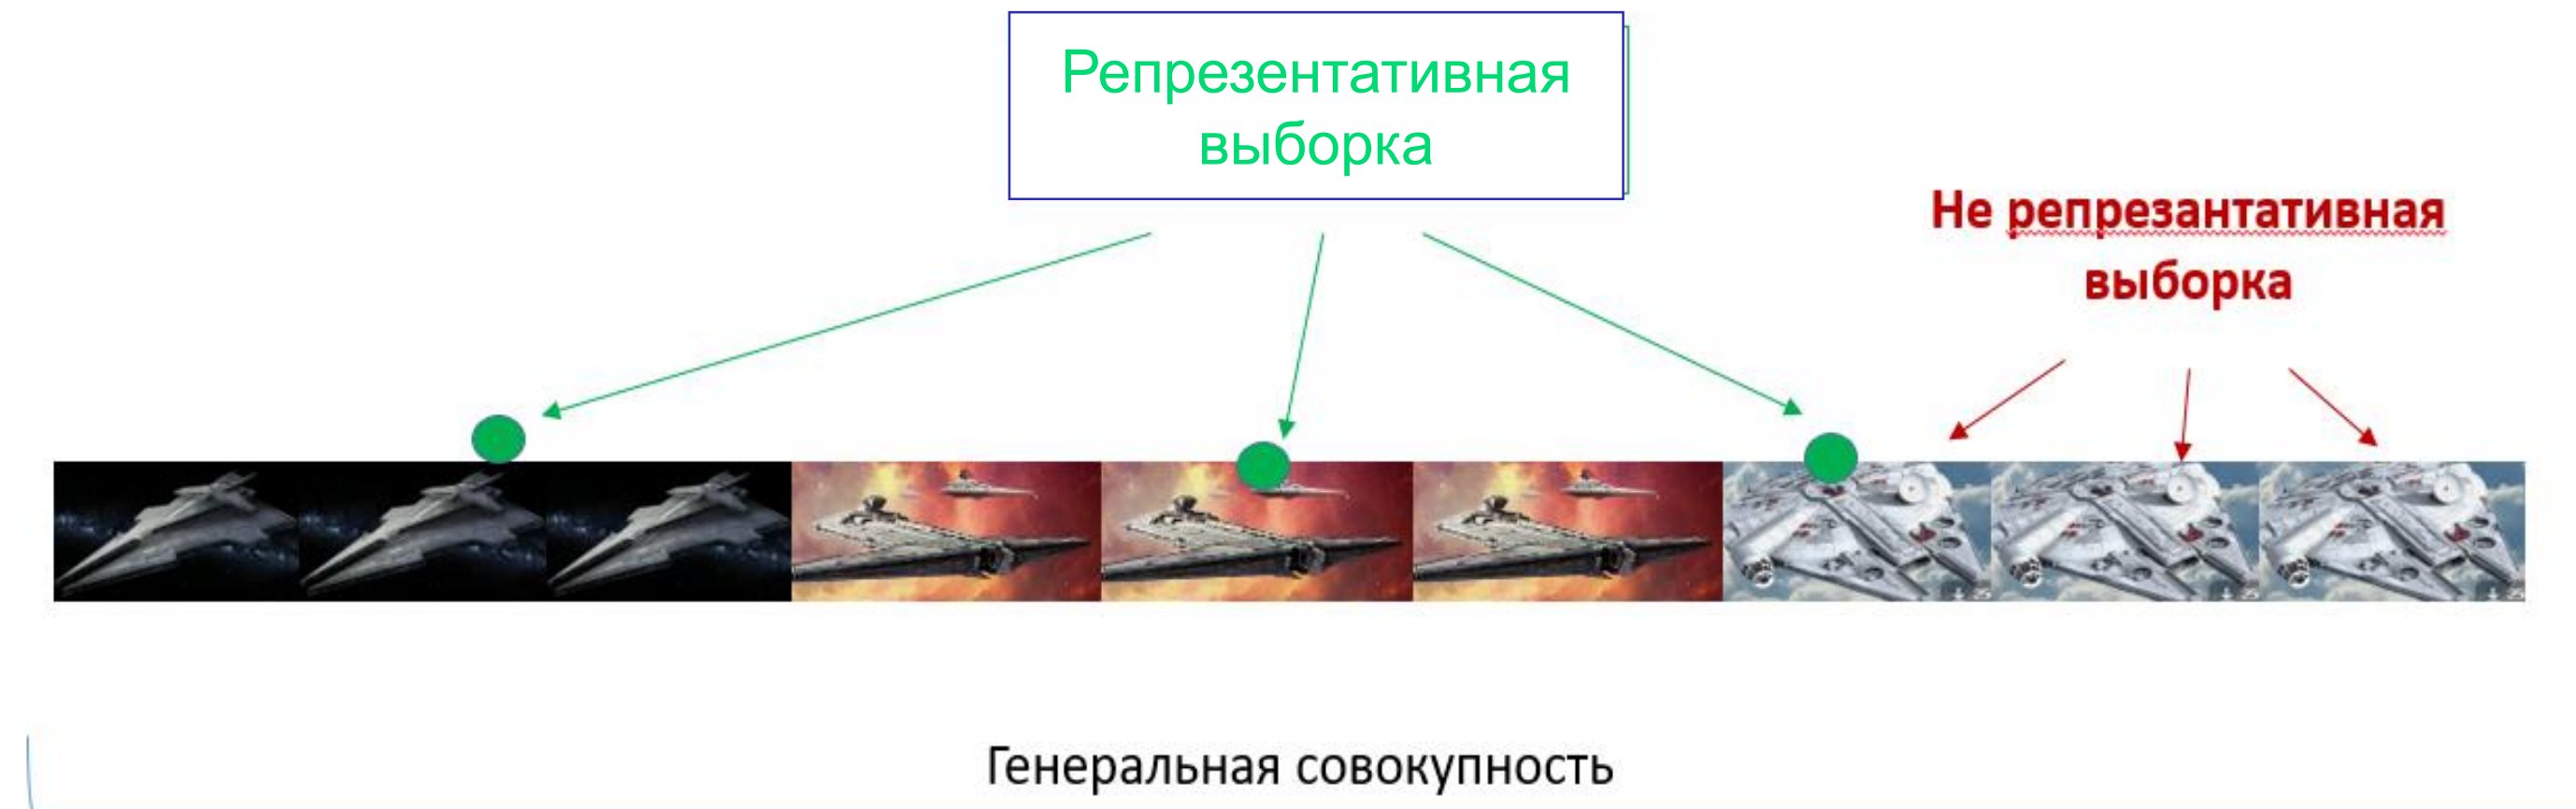 Репрезентативная
выборка
Не репрезантативная
выборка
Генеральная совокупность